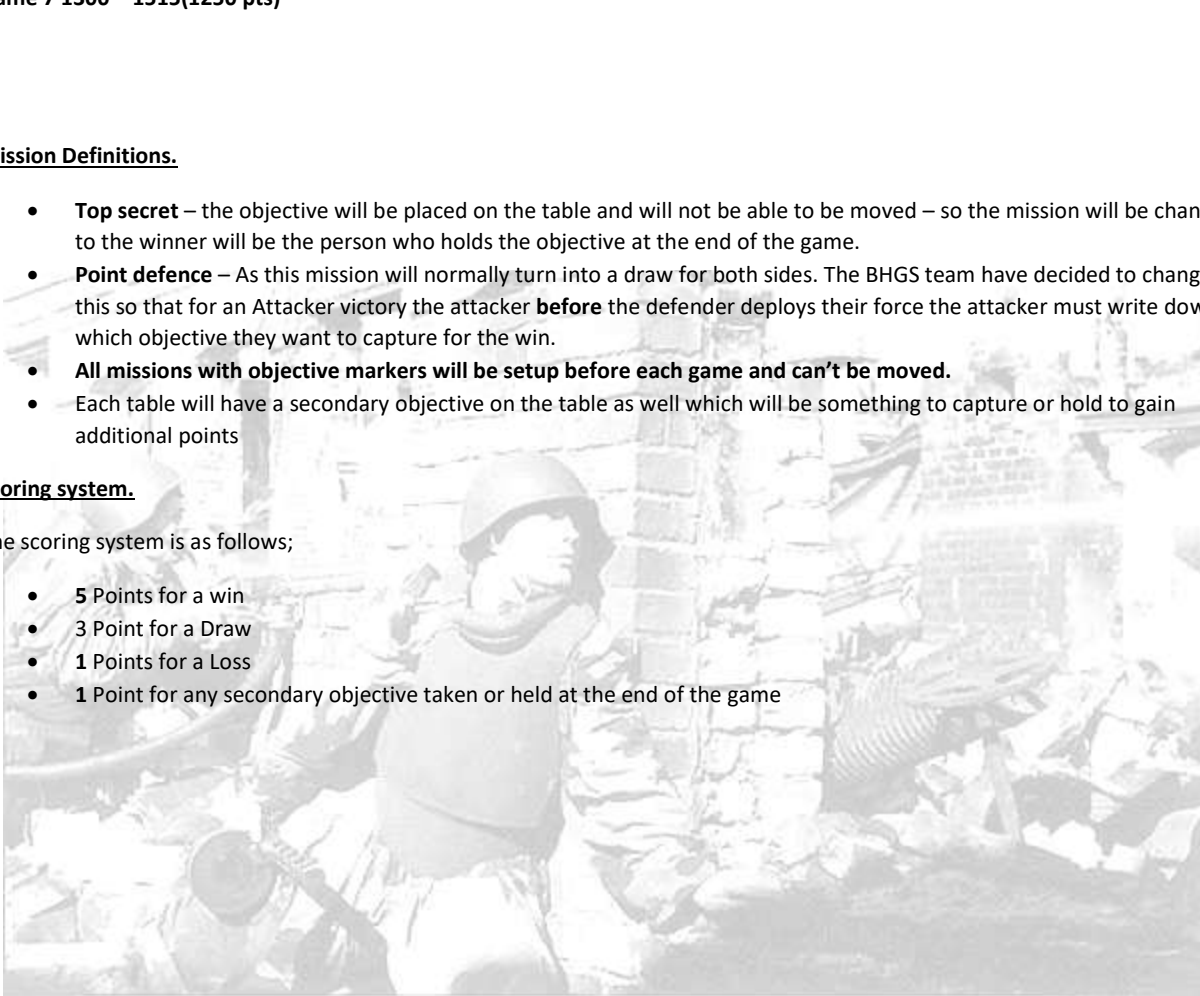 ame 7 1300 – 1515(1250 pts)
ission Definitions.
• Top secret – the objective will be placed on the table and will not be able to be moved – so the mission will be chan
to the winner will be the person who holds the objective at the end of the game.
• Point defence – As this mission will normally turn into a draw for both sides. The BHGS team have decided to chang
this so that for an Attacker victory the attacker before the defender deploys their force the attacker must write dow
which objective they want to capture for the win.
• All missions with objective markers will be setup before each game and can’t be moved.
• Each table will have a secondary objective on the table as well which will be something to capture or hold to gain
additional points
oring system.
e scoring system is as follows;
• 5 Points for a win
• 3 Point for a Draw
• 1 Points for a Loss
• 1 Point for any secondary objective taken or held at the end of the game